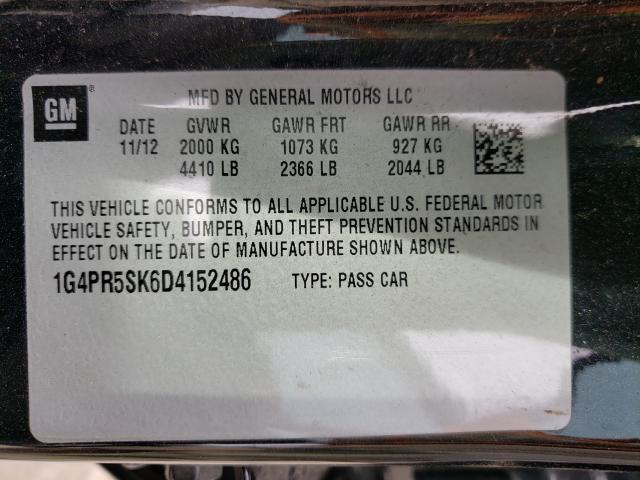 GM ®
MFD BY GENERAL MOTORS LLC
DATE GVWR GAWR FRT GAWR RR
11/12 2000 KG 1073 KG 927 KG
4410 LB 2366 LB 2044 LB
THIS VEHICLE CONFORMS TO ALL APPLICABLE U.S. FEDERAL MOTOR
VEHICLE SAFETY, BUMPER, AND THEFT PREVENTION STANDARDS IN
EFFECT ON THE DATE OF MANUFACTURE SHOWN ABOVE.
1G4PR5SK6D4152486 TYPE: PASS CAR